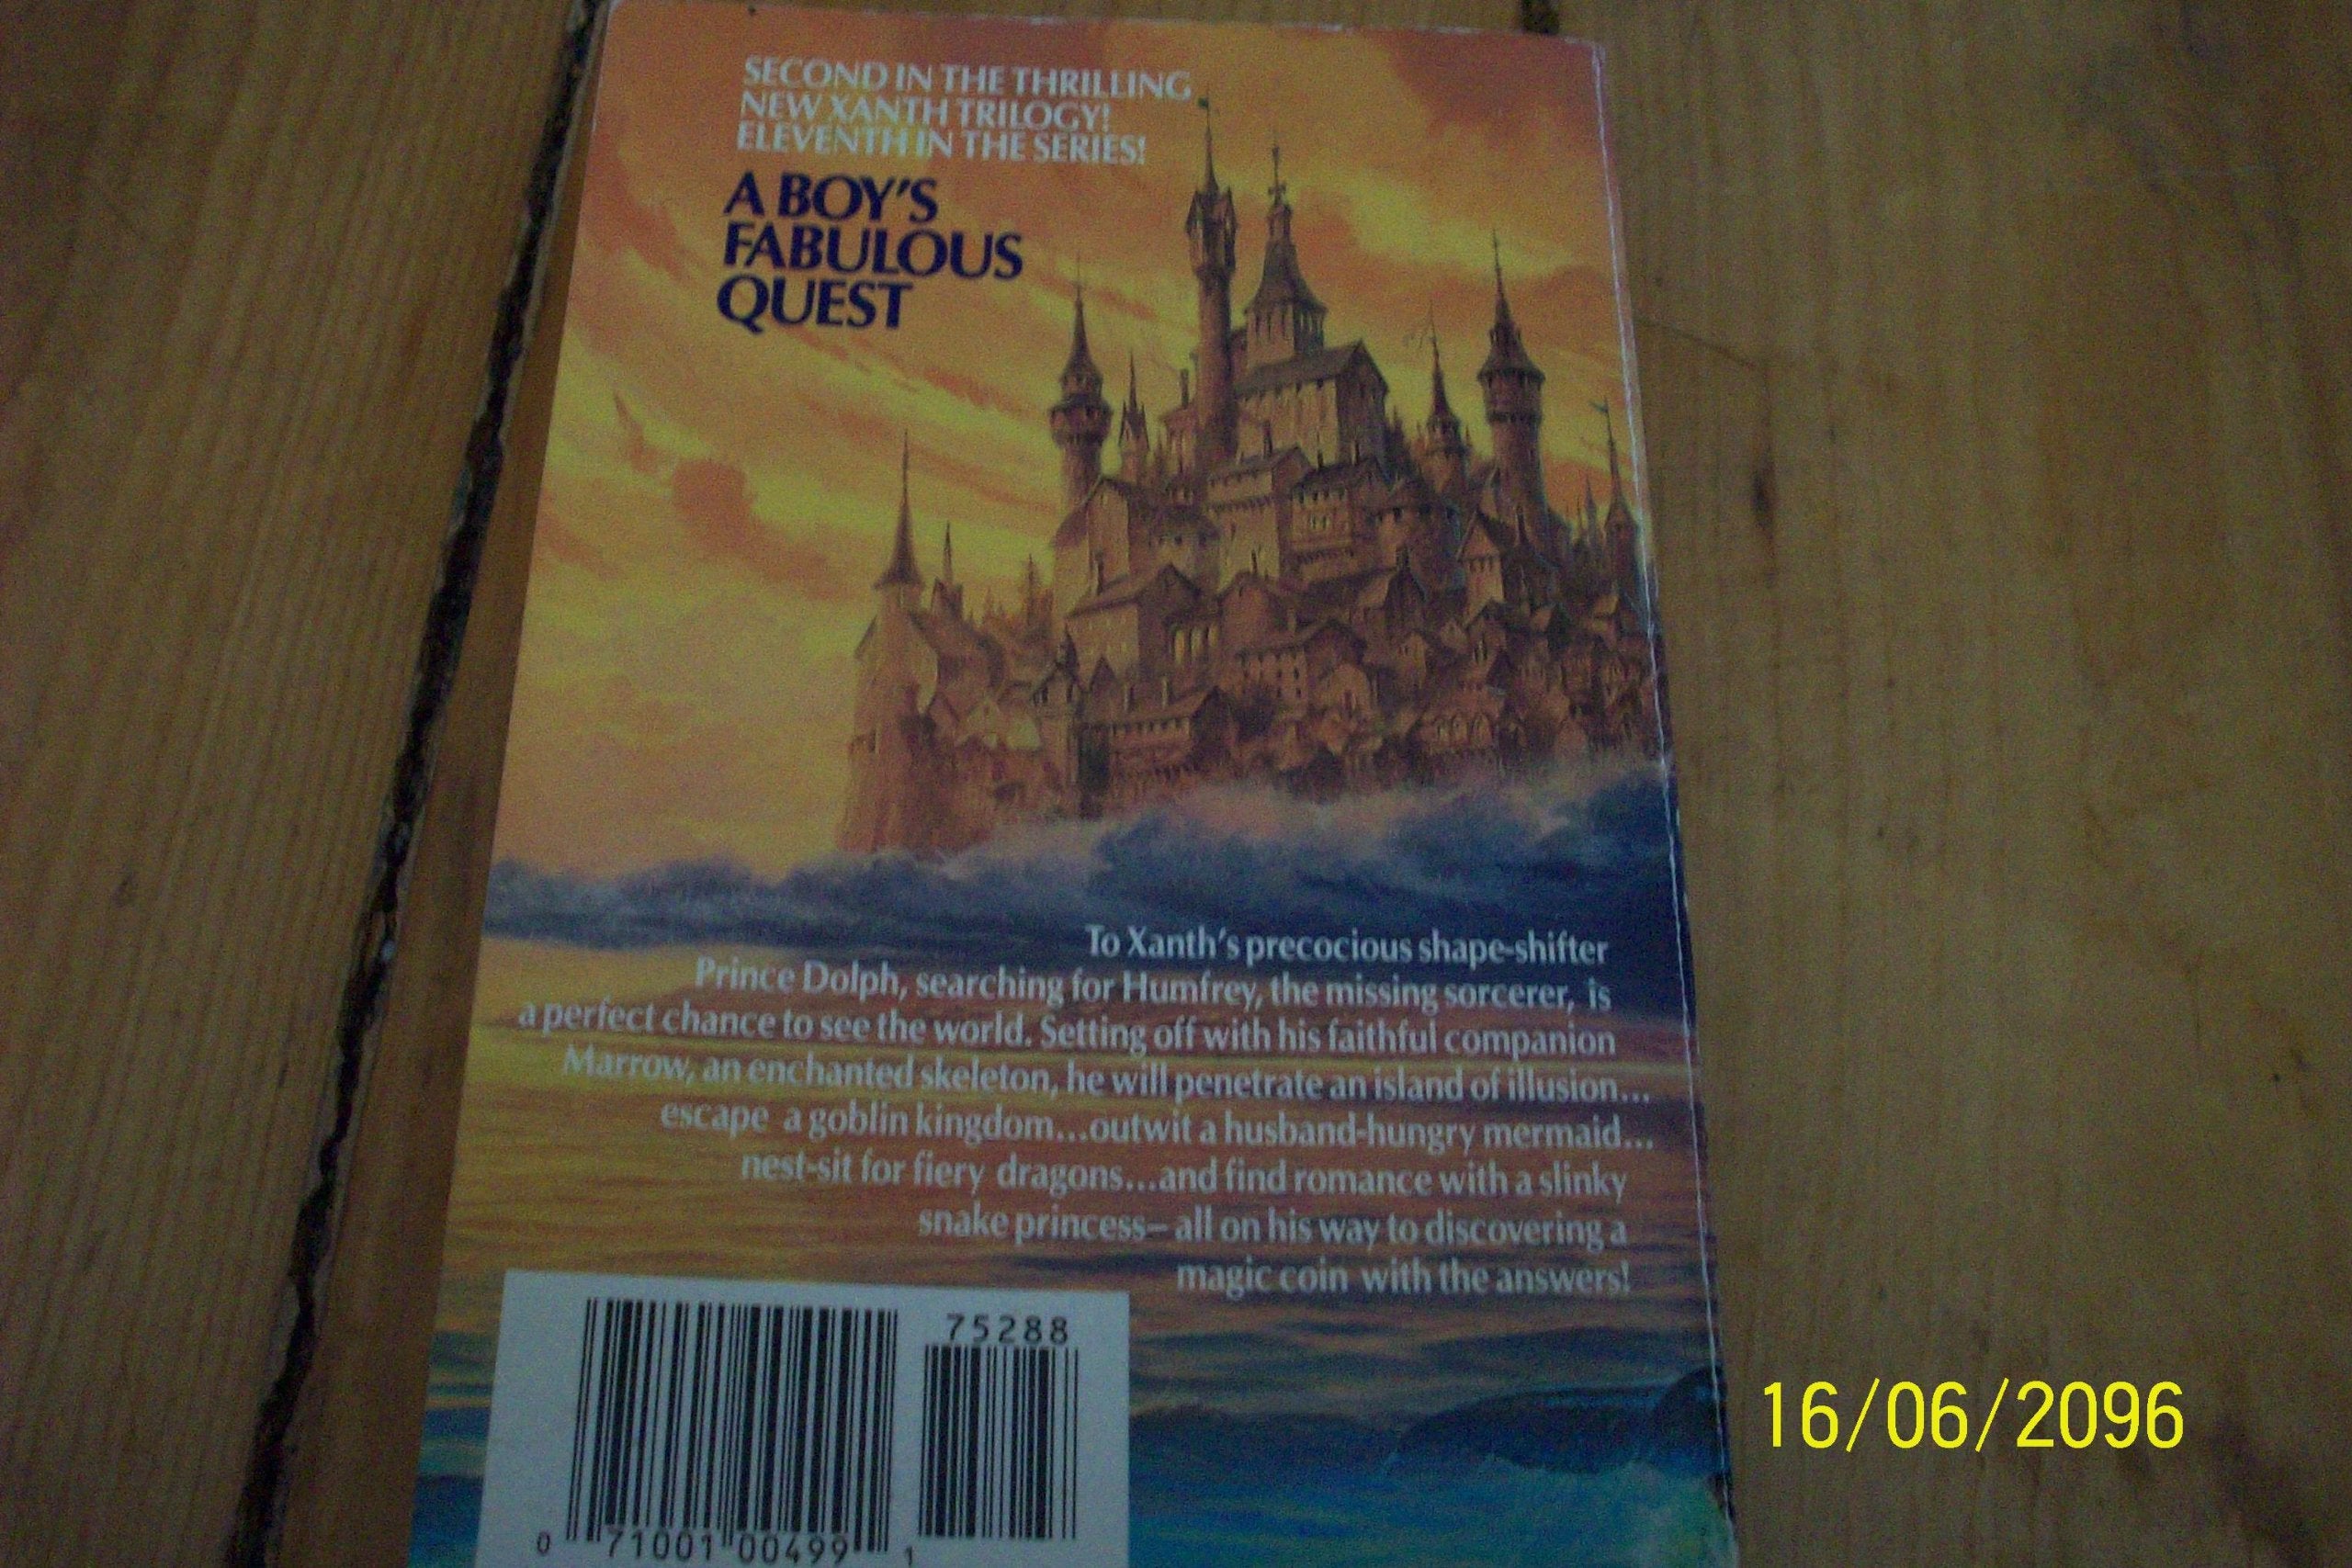 SECOND IN THE THRILLING
NEW XANTH TRILOGY!
ELEVENTH IN THE SERIES!
A BOY'S
FABULOUS
QUEST
To Xanth's precocious shape-shifter
Prince Dolph, searching for Humfrey, the missing sorcerer, is
a perfect chance to see the world. Setting off with his faithful companion
Marrow, an enchanted skeleton, he will penetrate an island of illusion...
escape a goblin kingdom...outwit a husband-hungry mermaid...
nest-sit for fiery dragons...and find romance with a slinky
snake princess—all on his way to discovering a
magic coin with the answers!
75288
0 71001 00499 1
16/06/2096